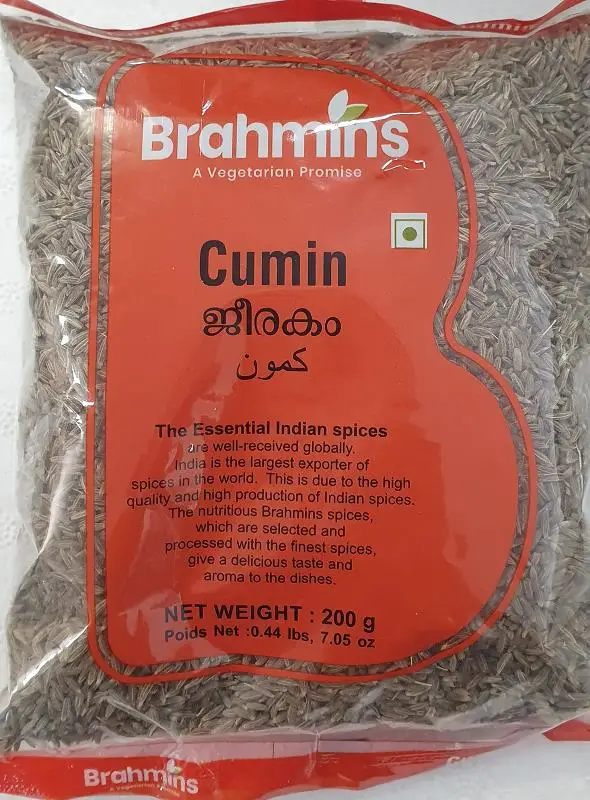 Brahmins
A Vegetarian Promise
Cumin
ജീരകം
كمون
The Essential Indian spices
are well-received globally.
India is the largest exporter of
spices in the world. This is due to the high
quality and high production of Indian spices.
The nutritious Brahmins spices,
which are selected and
processed with the finest spices,
give a delicious taste and
aroma to the dishes.
NET WEIGHT : 200 g
Poids Net :0.44 lbs, 7.05 oz
Brahmins
A Vegetarian Promise